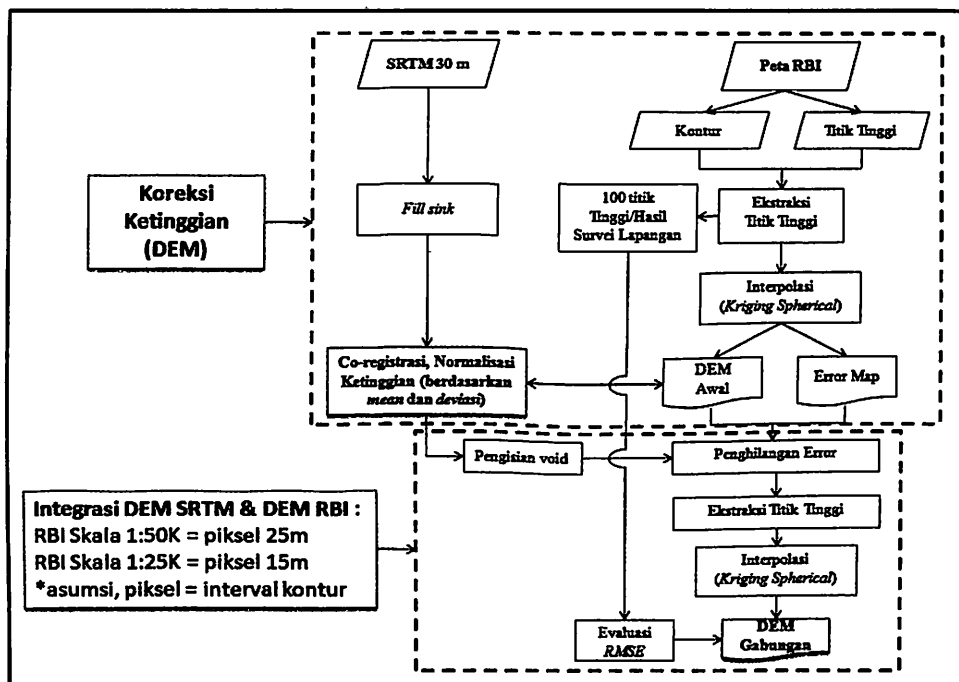 SRTM 30 m
Peta RBI
Kontur
Titik Tinggi
Koreksi
Ketinggian
(DEM)
Fill sink
100 titik
Tinggi/Hasil
Survei Lapangan
Ekstraksi
Titik Tinggi
Interpolasi
(Kriging Spherical)
Co-registrasi, Normalisasi
Ketinggian (berdasarkan
mean dan deviasi)
DEM
Awal
Error Map
Pengisian void
Penghilangan Error
Integrasi DEM SRTM & DEM RBI :
RBI Skala 1:50K = piksel 25m
RBI Skala 1:25K = piksel 15m
*asumsi, piksel = interval kontur
Ekstraksi Titik Tinggi
Interpolasi
(Kriging Spherical)
Evaluasi
RMSE
DEM
Gabungan